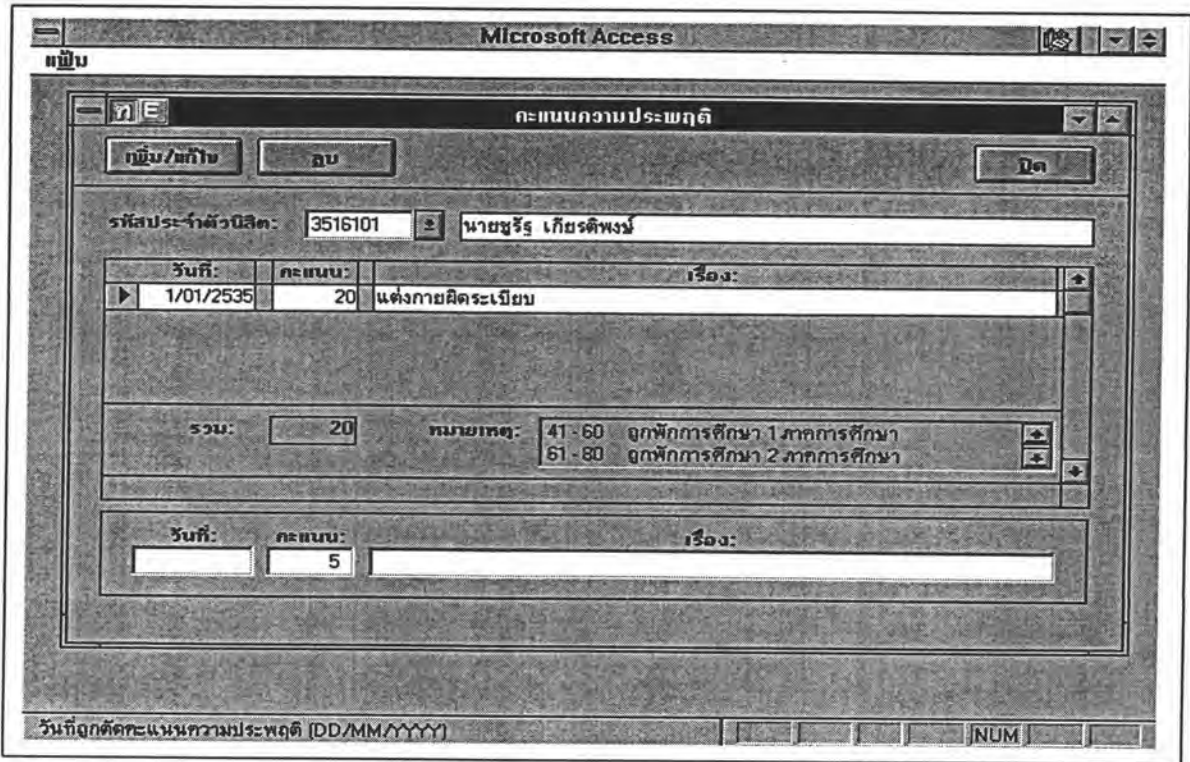 Microsoft Access
แฟ้ม
ก E คะแนนความประพฤติ
เพิ่ม/แก้ไข ลบ ปิด
รหัสประจำตัวนิสิต: 3516101 นายชูรัฐ เกียรติพงษ์
วันที่: คะแนน: เรื่อง:
1/01/2535 20 แต่งกายผิดระเบียบ
รวม: 20 หมายเหตุ: 41 - 60 ถูกพักการศึกษา 1 ภาคการศึกษา
61 - 80 ถูกพักการศึกษา 2 ภาคการศึกษา
วันที่: คะแนน: เรื่อง:
5
วันที่ถูกตัดคะแนนความประพฤติ (DD/MM/YYYY) NUM